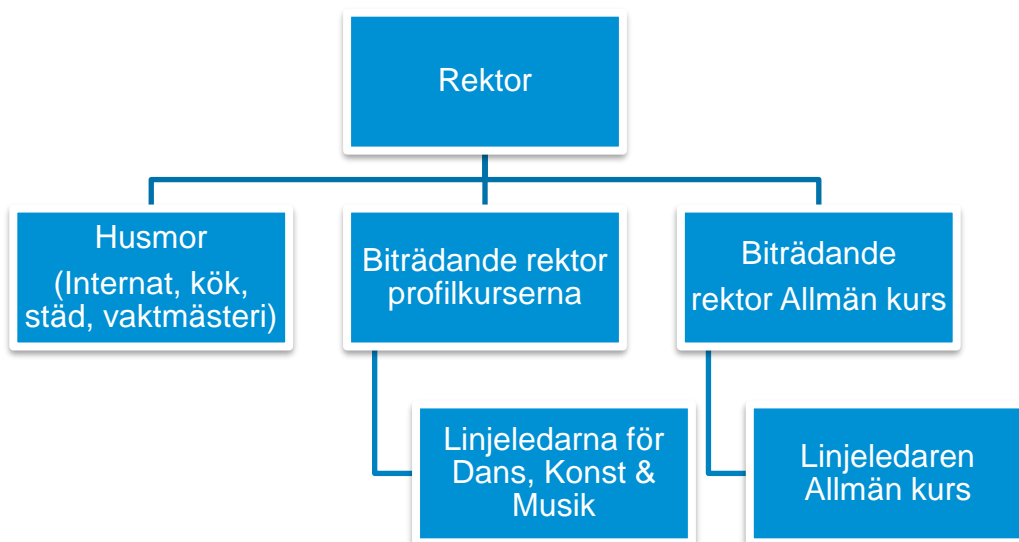 Rektor
Husmor
(Internat, kök,
städ, vaktmästeri)
Biträdande rektor
profilkurserna
Biträdande
rektor Allmän kurs
Linjeledarna för
Dans, Konst &
Musik
Linjeledaren
Allmän kurs